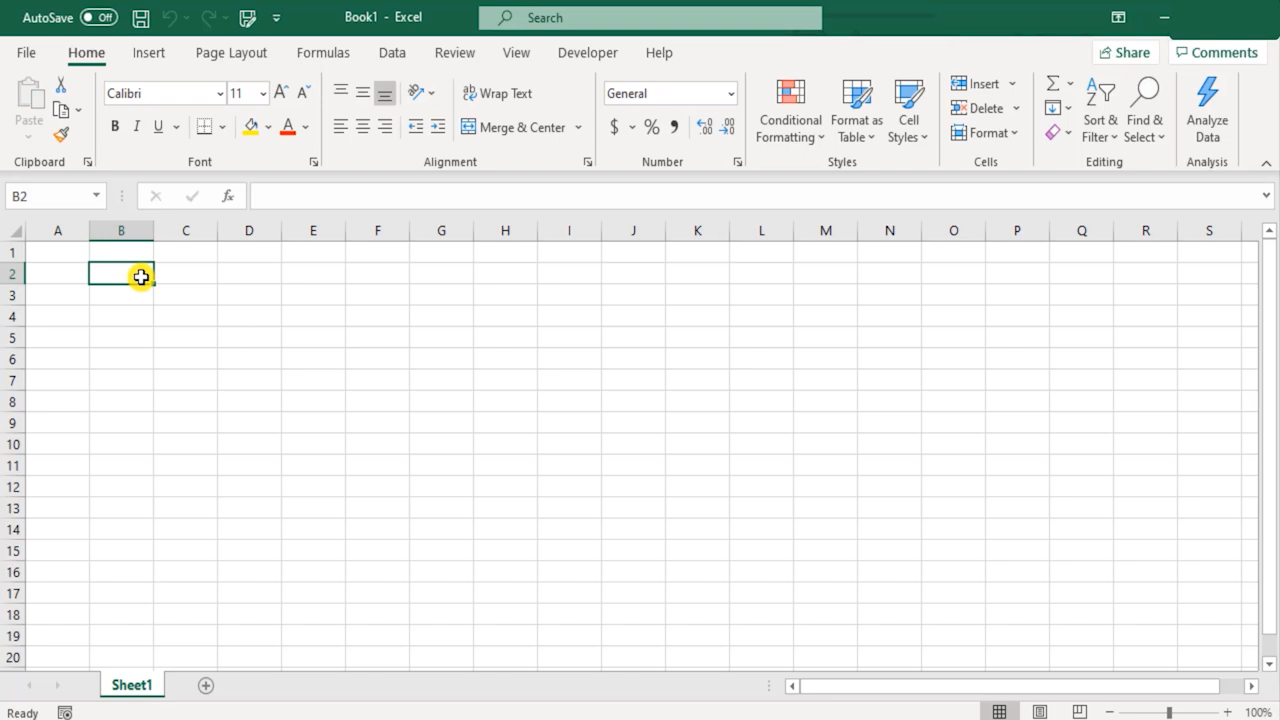 AutoSave Off Book1 - Excel Search
File Home Insert Page Layout Formulas Data Review View Developer Help Share Comments
Paste Calibri 11 Wrap Text General Conditional Formatting Format as Table Cell Styles Insert Sort & Filter Find & Select Analyze Data
B I U Merge & Center $ % Delete
Format
Clipboard Font Alignment Number Styles Cells Editing Analysis
B2 fx
A B C D E F G H I J K L M N O P Q R S
1
2
3
4
5
6
7
8
9
10
11
12
13
14
15
16
17
18
19
20
Sheet1
Ready 100%